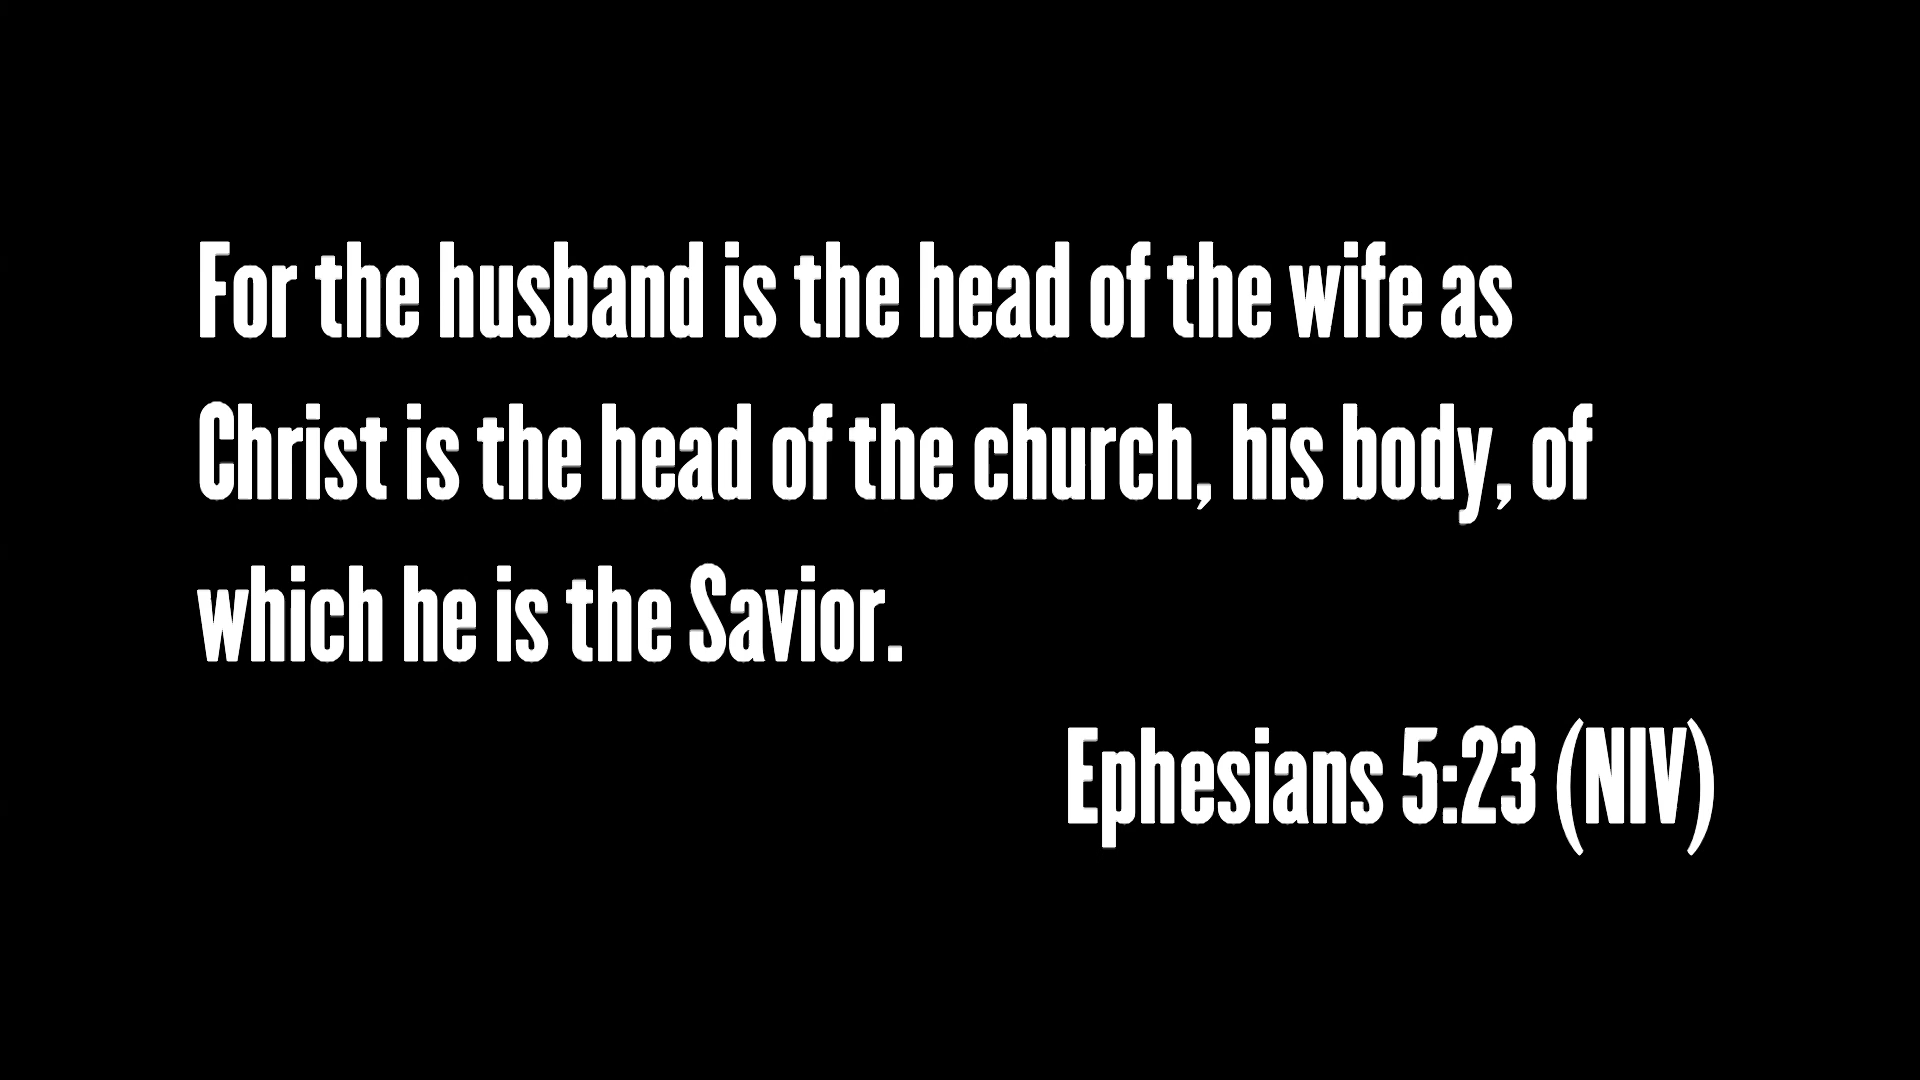 For the husband is the head of the wife as
Christ is the head of the church, his body, of
which he is the Savior.
Ephesians 5:23 (NIV)